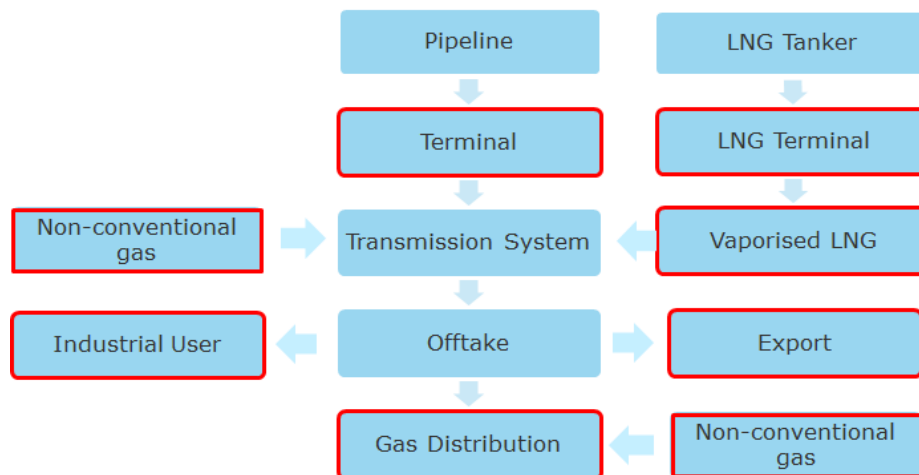 Pipeline
LNG Tanker
Terminal
LNG Terminal
Non-conventional
gas
Transmission System
Vaporised LNG
Industrial User
Offtake
Export
Gas Distribution
Non-conventional
gas